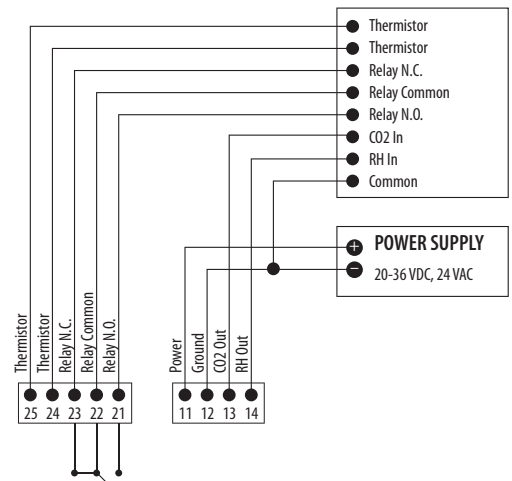 Thermistor
Thermistor
Relay N.C.
Relay Common
Relay N.O.
CO2 In
RH In
Common
+ POWER SUPPLY
− 20-36 VDC, 24 VAC
Thermistor
Thermistor
Relay N.C.
Relay Common
Relay N.O.
Power
Ground
CO2 Out
RH Out
25 24 23 22 21
11 12 13 14